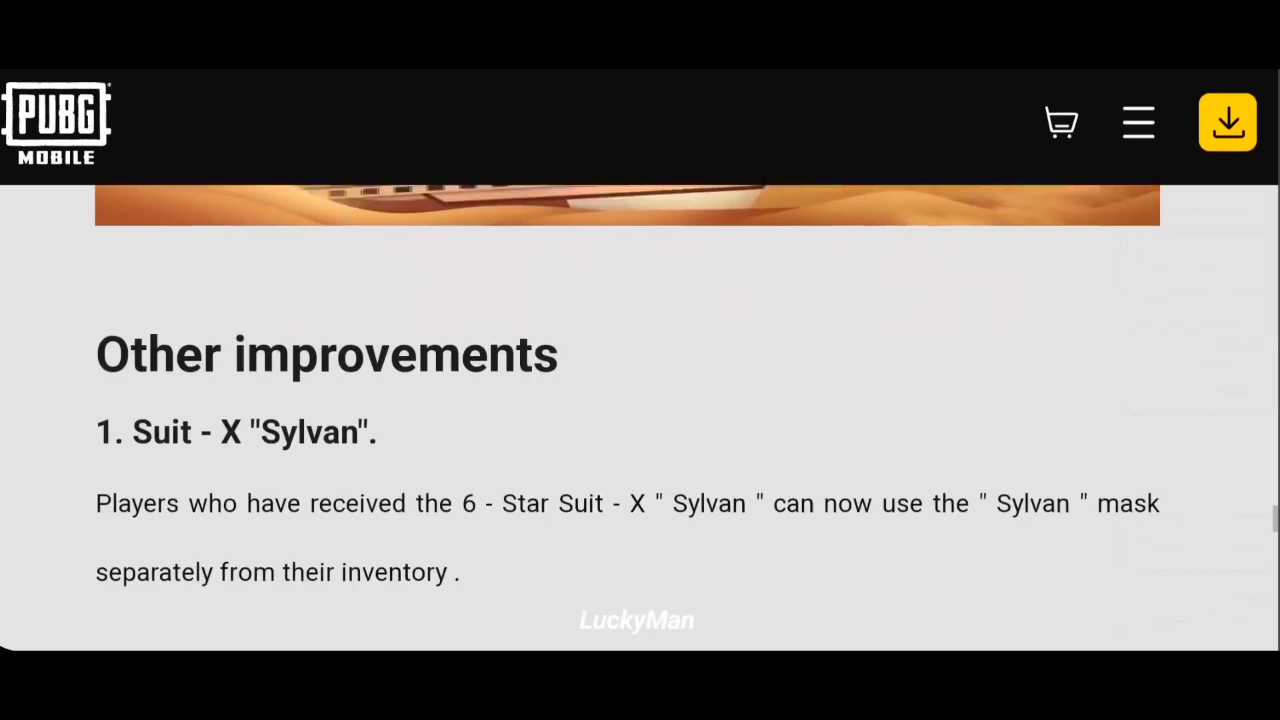 PUBG
MOBILE
Other improvements
1. Suit - X "Sylvan".
Players who have received the 6 - Star Suit - X " Sylvan " can now use the " Sylvan " mask
separately from their inventory .
LuckyMan